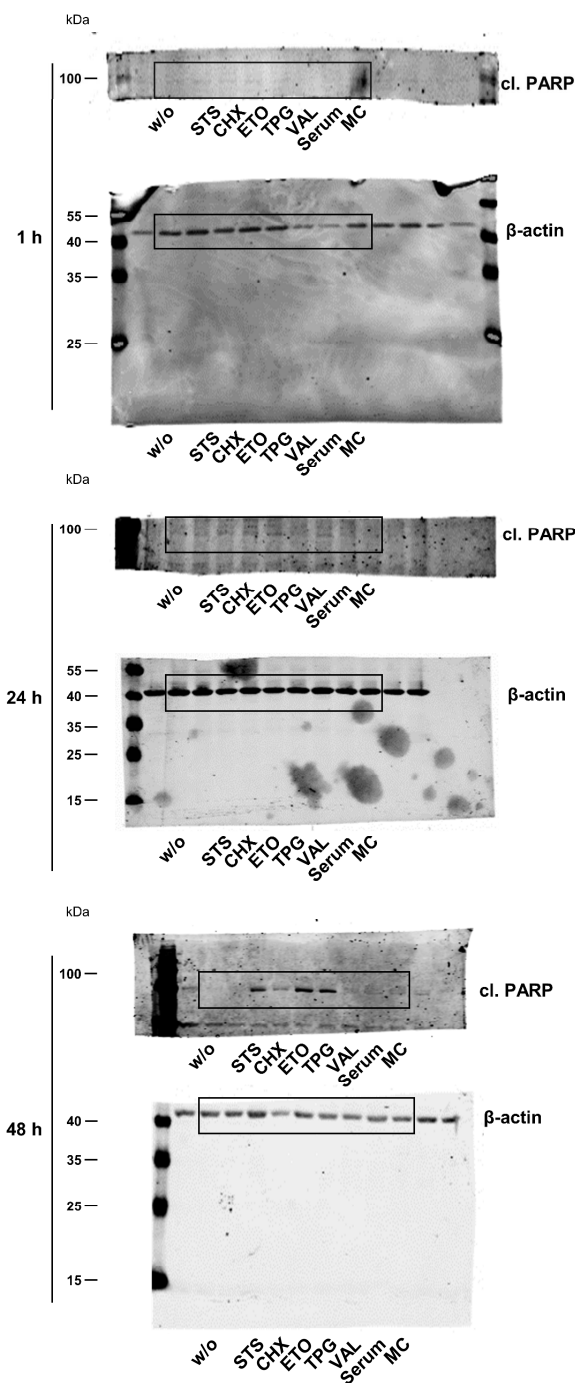 kDa
100
cl. PARP
w/o STS CHX ETO TPG VAL Serum MC
1 h
55
40
35
25
β-actin
w/o STS CHX ETO TPG VAL Serum MC
kDa
100
cl. PARP
w/o STS CHX ETO TPG VAL Serum MC
24 h
55
40
35
25
15
β-actin
w/o STS CHX ETO TPG VAL Serum MC
kDa
100
cl. PARP
w/o STS CHX ETO TPG VAL Serum MC
48 h
40
35
25
15
β-actin
w/o STS CHX ETO TPG VAL Serum MC